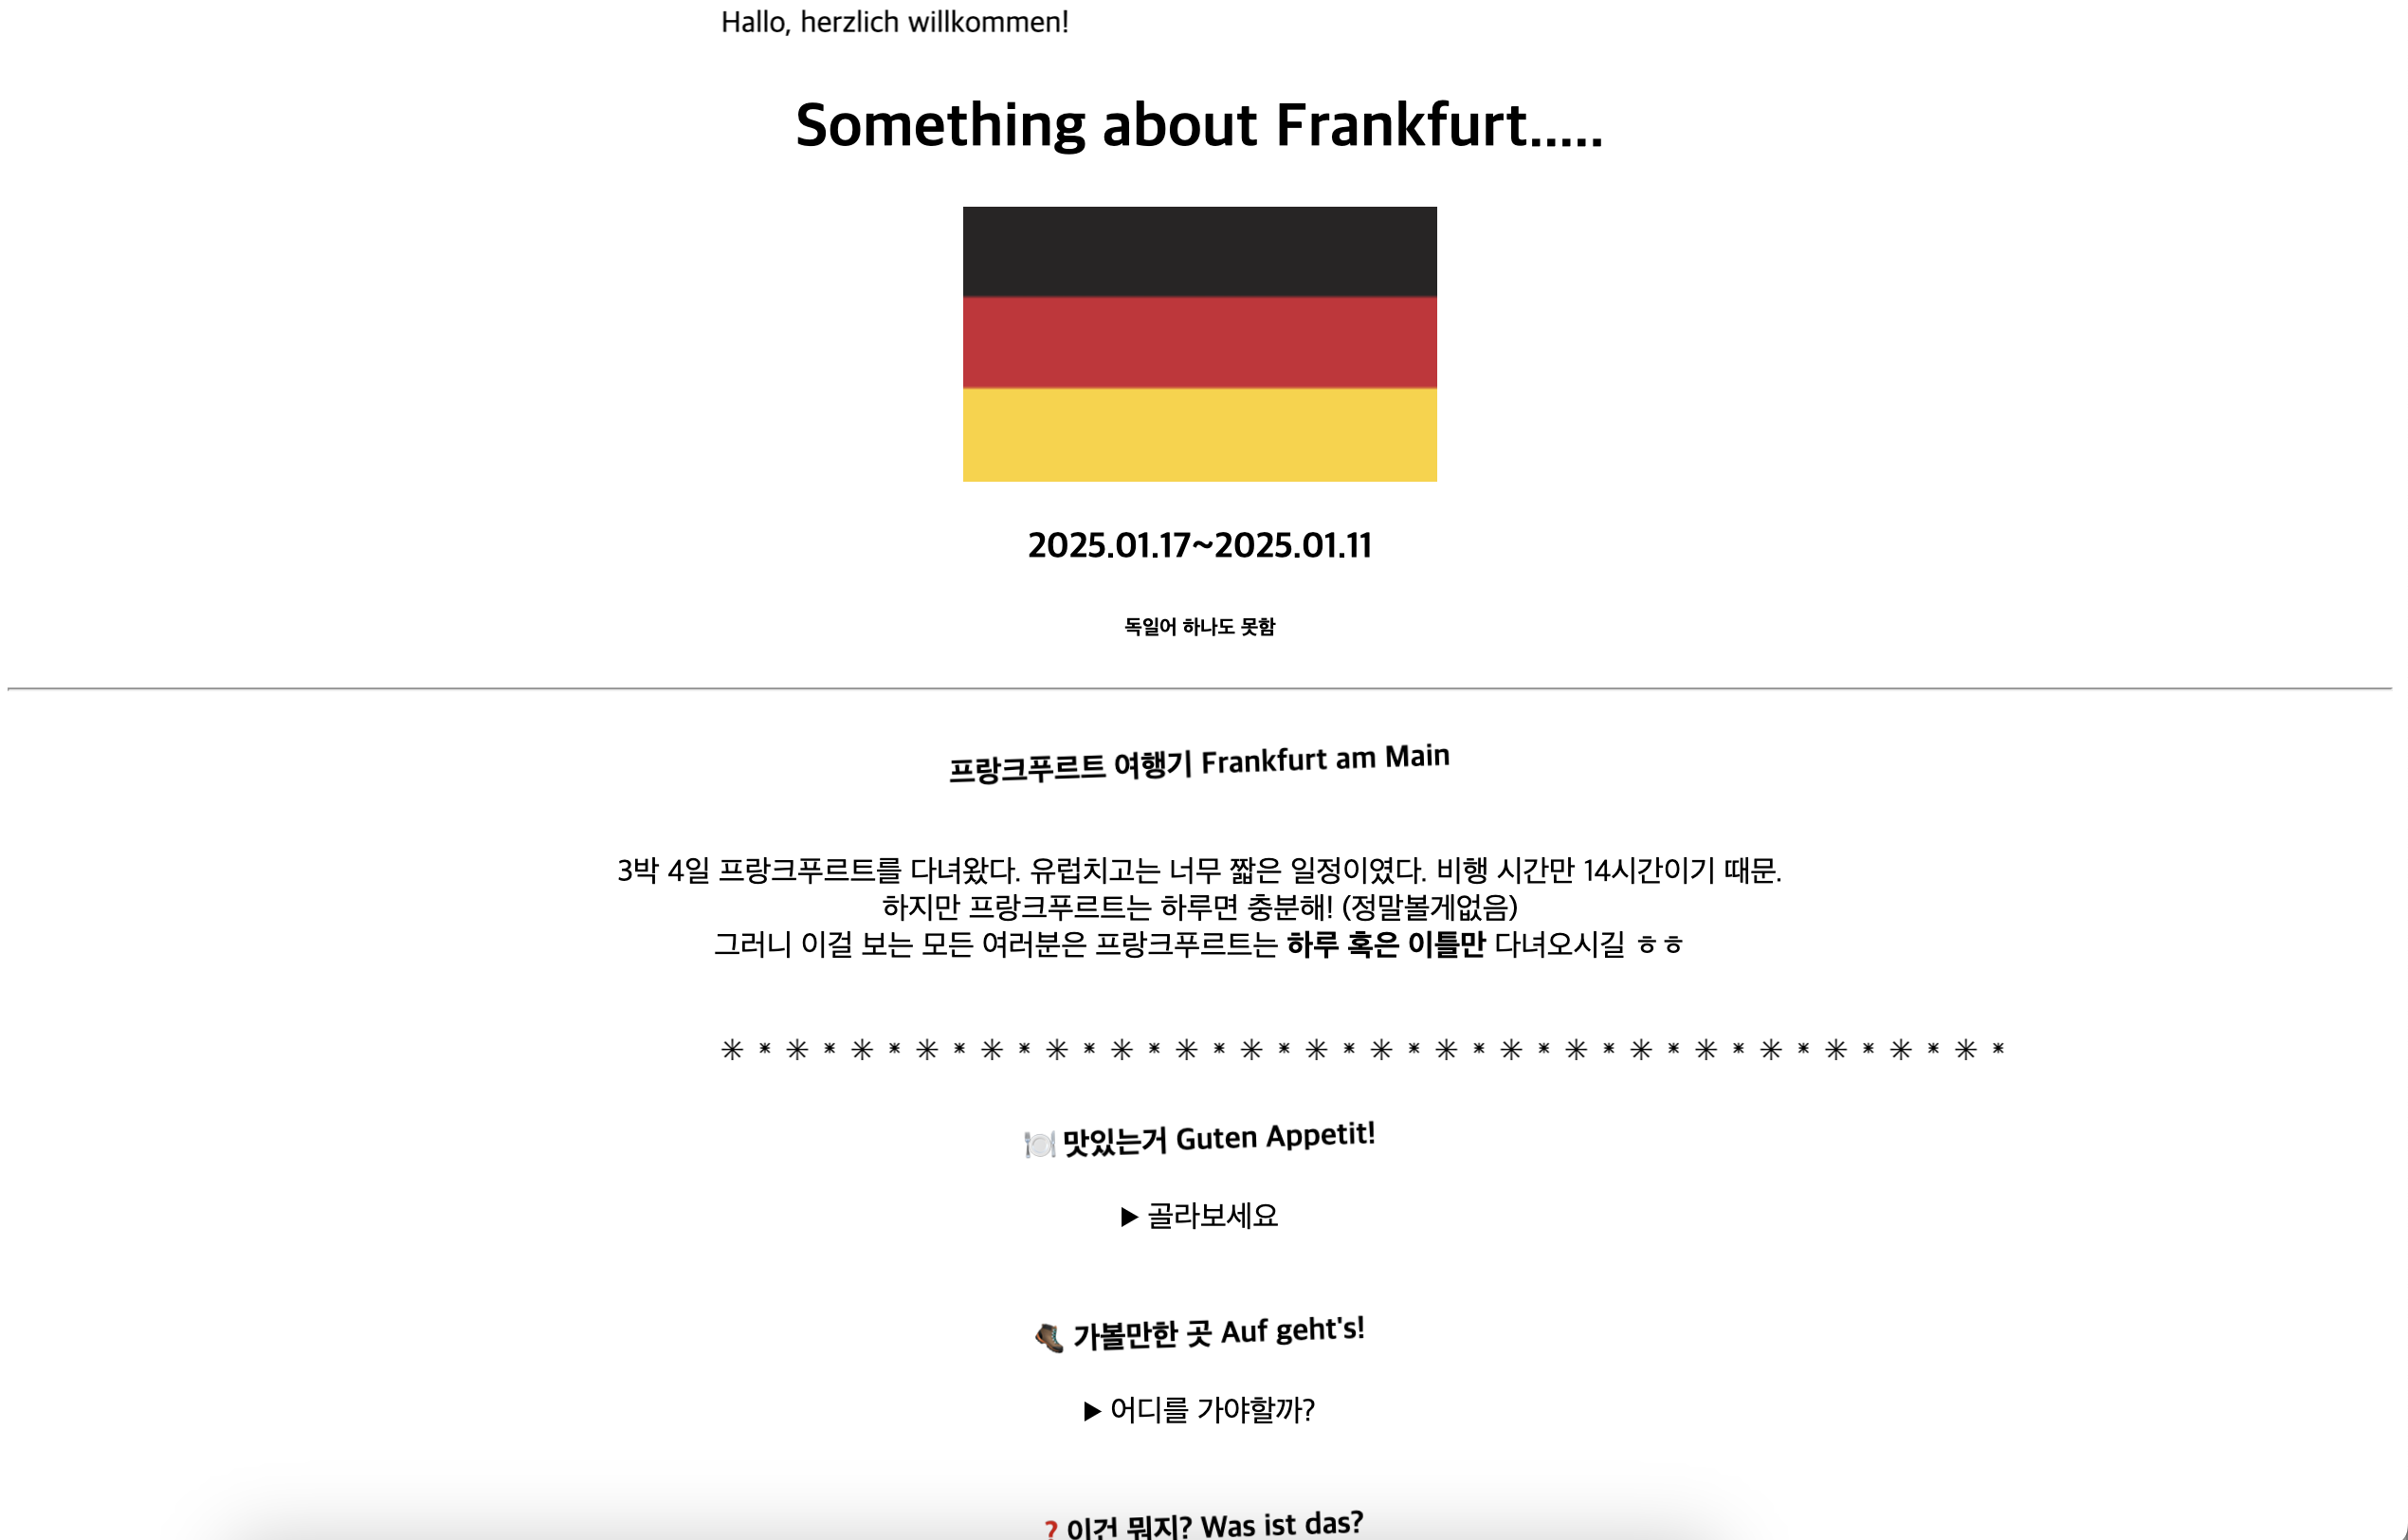 Hallo, herzlich willkommen!
Something about Frankfurt.....
2025.01.17~2025.01.11
독일어 하나도 못함
프랑크푸르트 여행기 Frankfurt am Main
3박 4일 프랑크푸르트를 다녀왔다. 유럽치고는 너무 짧은 일정이였다. 비행 시간만 14시간이기 때문.
하지만 프랑크푸르트는 하루면 충분해! (정말볼게없음)
그러니 이걸 보는 모든 여러분은 프랑크푸르트는 하루 혹은 이틀만 다녀오시길 ㅎㅎ
✳ * ✳ * ✳ * ✳ * ✳ * ✳ * ✳ * ✳ * ✳ * ✳ * ✳ * ✳ * ✳ * ✳ * ✳ * ✳ * ✳ * ✳ * ✳ * ✳ *
🍽️ 맛있는거 Guten Appetit!
▶ 골라보세요
🥾 가볼만한 곳 Auf geht's!
▶ 어디를 가야할까?
❓ 이건 뭐지? Was ist das?